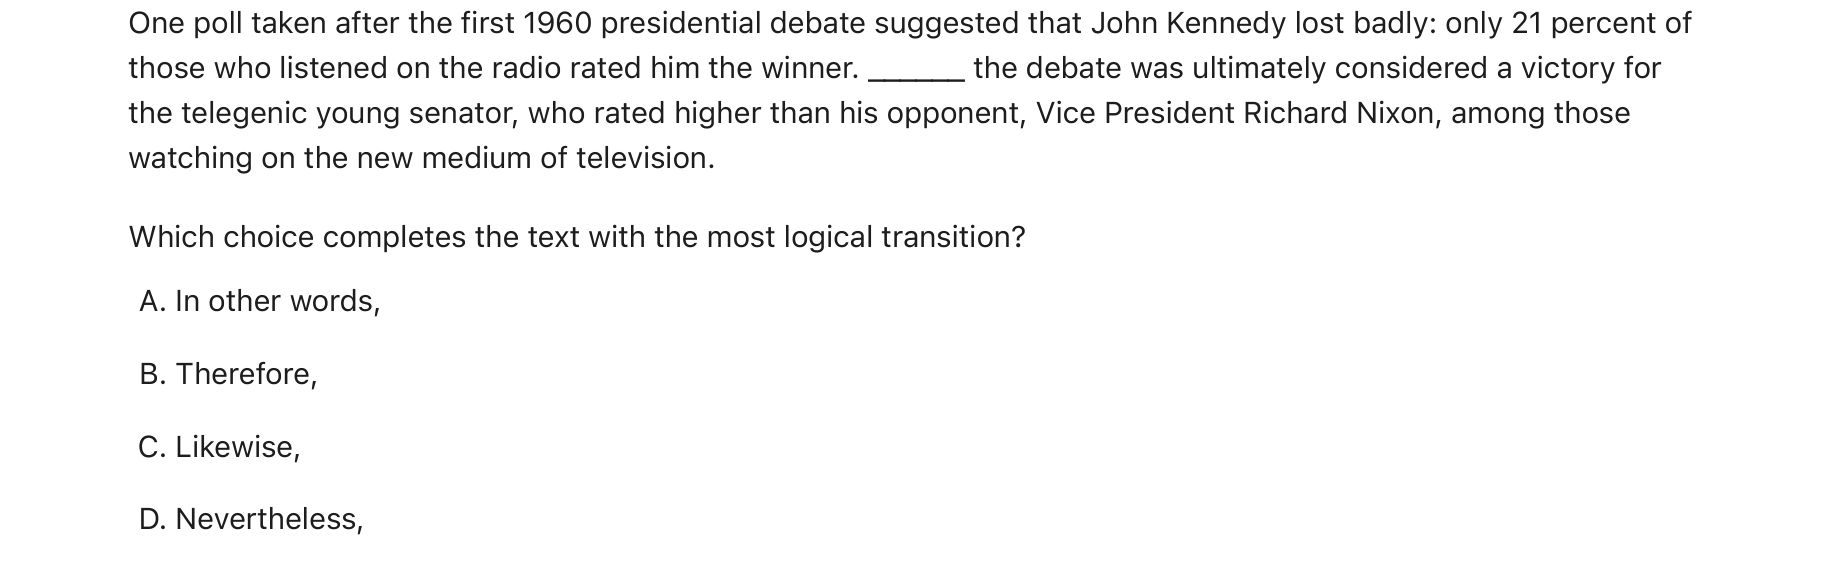 One poll taken after the first 1960 presidential debate suggested that John Kennedy lost badly: only 21 percent of
those who listened on the radio rated him the winner. ______ the debate was ultimately considered a victory for
the telegenic young senator, who rated higher than his opponent, Vice President Richard Nixon, among those
watching on the new medium of television.
Which choice completes the text with the most logical transition?
A. In other words,
B. Therefore,
C. Likewise,
D. Nevertheless,